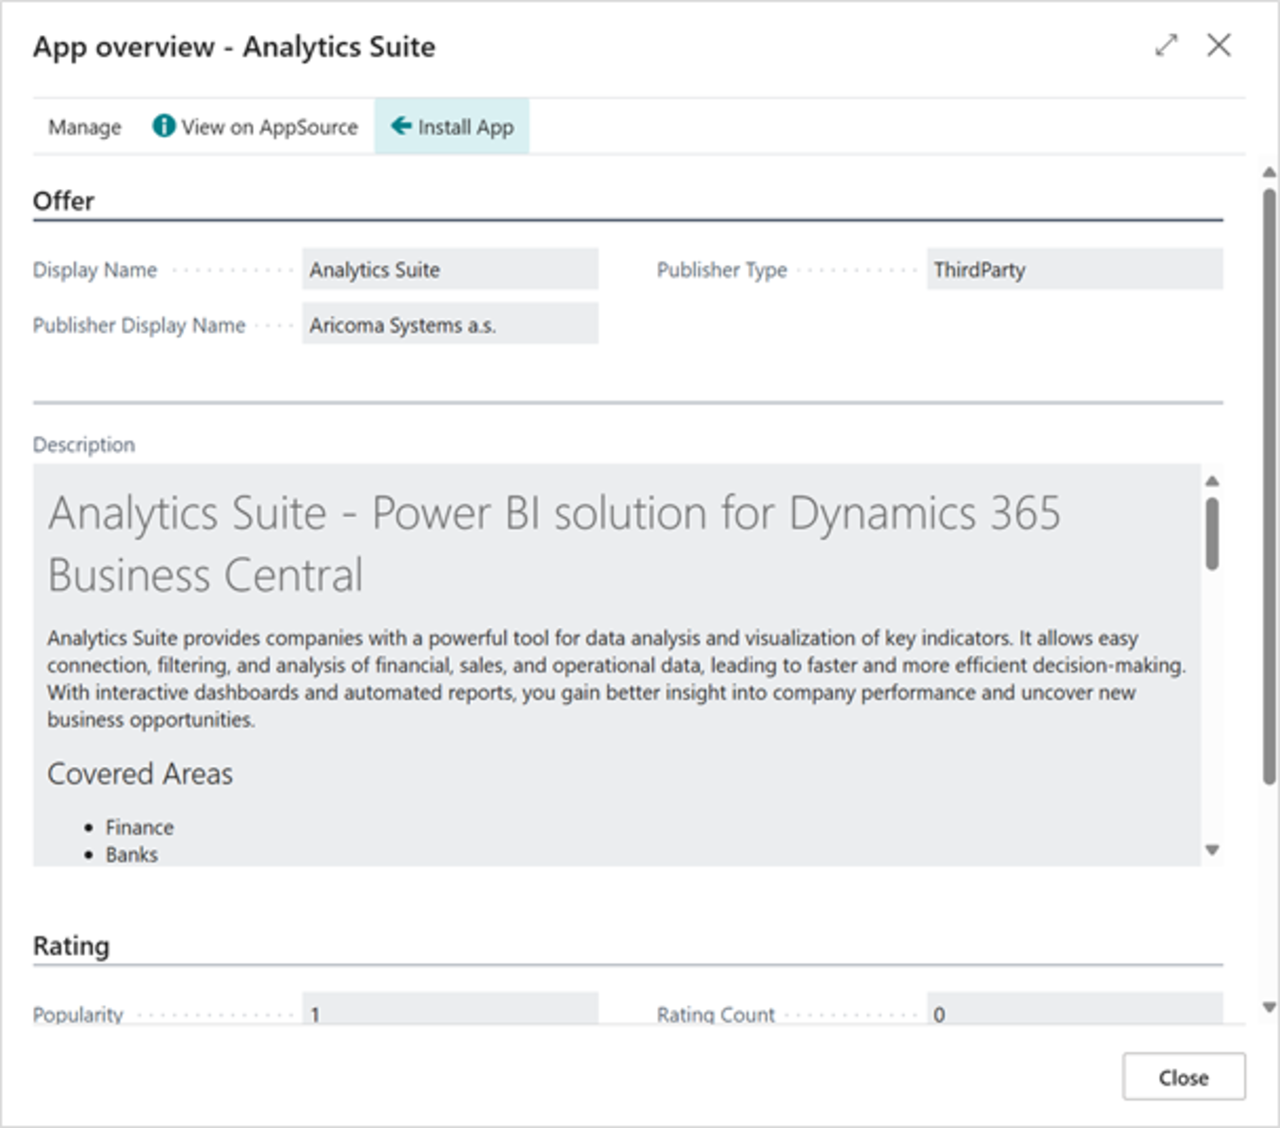 App overview - Analytics Suite
Manage View on AppSource Install App
Offer
Display Name Analytics Suite Publisher Type ThirdParty
Publisher Display Name Aricoma Systems a.s.
Description
Analytics Suite - Power BI solution for Dynamics 365
Business Central
Analytics Suite provides companies with a powerful tool for data analysis and visualization of key indicators. It allows easy
connection, filtering, and analysis of financial, sales, and operational data, leading to faster and more efficient decision-making.
With interactive dashboards and automated reports, you gain better insight into company performance and uncover new
business opportunities.
Covered Areas
• Finance
• Banks
Rating
Popularity 1 Rating Count 0
Close